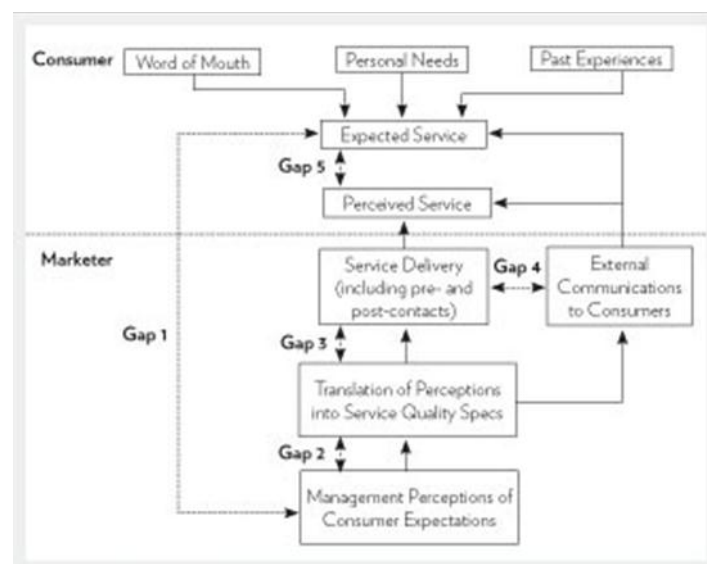 Consumer
Word of Mouth
Personal Needs
Past Experiences
Expected Service
Gap 5
Perceived Service
Marketer
Service Delivery
(including pre- and
post-contacts)
Gap 4
External
Communications
to Consumers
Gap 1
Gap 3
Translation of Perceptions
into Service Quality Specs
Gap 2
Management Perceptions of
Consumer Expectations